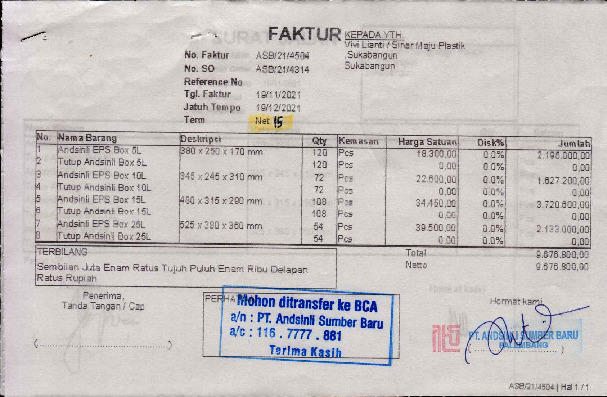 FAKTUR
KEPADA YTH.
Vivi Lianti / Sinar Maju Plastik
Sukabangun
Sukabangun
No. Faktur ASB/21/4504
No. SO ASB/21/4314
Reference No
Tgl. Faktur 19/11/2021
Jatuh Tempo 19/12/2021
Term Net 15
No. Nama Barang Deskripsi Qty Kemasan Harga Satuan Disk% Jumlah
1 Andsinli EPS Box 5L 380 x 250 x 170 mm 120 Pcs 18.300,00 0.0% 2.196.000,00
2 Tutup Andsinli Box 5L 120 Pcs 0,00 0.0% 0,00
3 Andsinli EPS Box 10L 345 x 245 x 310 mm 72 Pcs 22.600,00 0.0% 1.627.200,00
4 Tutup Andsinli Box 10L 72 Pcs 0,00 0.0% 0,00
5 Andsinli EPS Box 15L 460 x 315 x 290 mm 108 Pcs 34.450,00 0.0% 3.720.600,00
6 Tutup Andsinli Box 15L 108 Pcs 0,00 0.0% 0,00
7 Andsinli EPS Box 25L 525 x 390 x 360 mm 54 Pcs 39.500,00 0.0% 2.133.000,00
8 Tutup Andsinli Box 25L 54 Pcs 0,00 0.0% 0,00
TERBILANG
Total 9.676.800,00
Netto 9.676.800,00
Sembilan Juta Enam Ratus Tujuh Puluh Enam Ribu Delapan
Ratus Rupiah
Penerima,
Tanda Tangan / Cap
PERHA
Mohon ditransfer ke BCA
a/n : PT. Andsinli Sumber Baru
a/c : 116 . 7777 . 881
Terima Kasih
Hormat kami,
PT. ANDSINLI SUMBER BARU
PALEMBANG
(....................)
(....................)
ASB/21/4504 | Hal 1 / 1